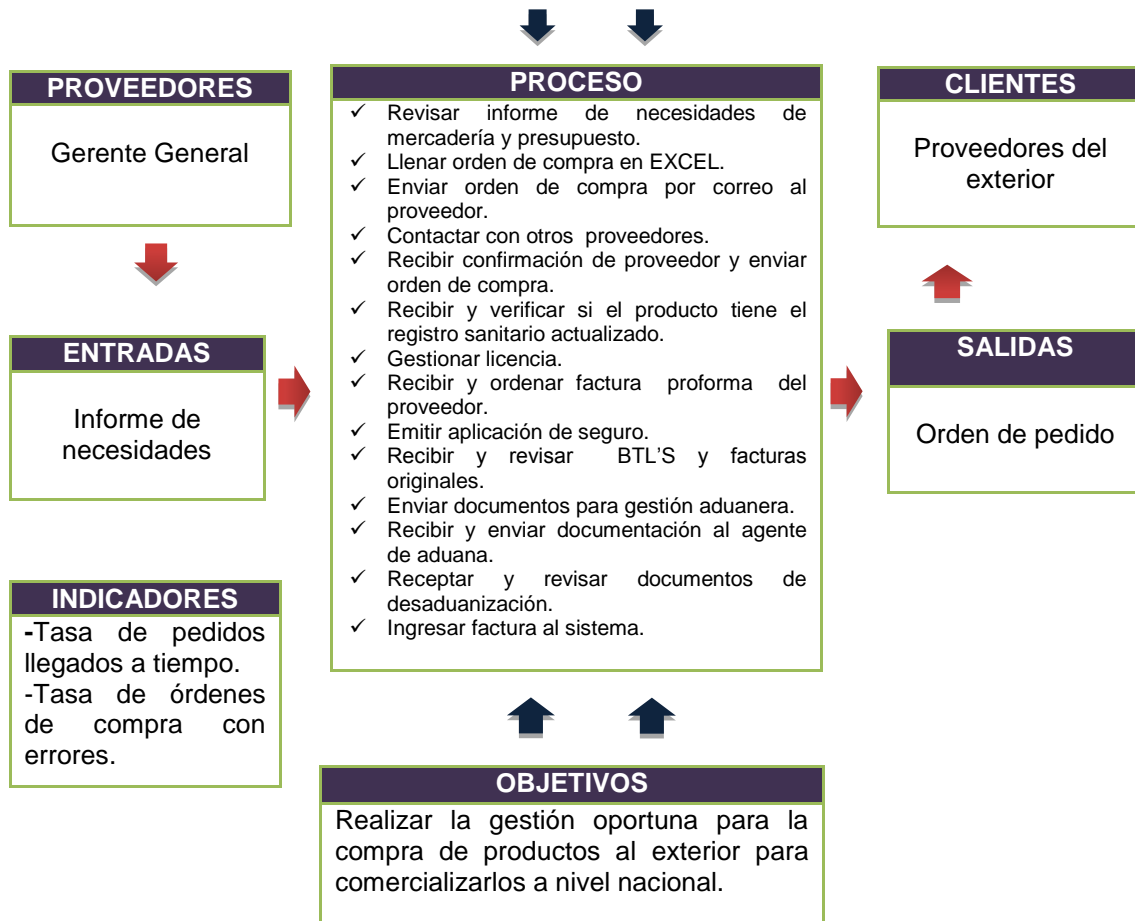 PROVEEDORES
Gerente General
ENTRADAS
Informe de
necesidades
INDICADORES
-Tasa de pedidos
llegados a tiempo.
-Tasa de órdenes
de compra con
errores.
PROCESO
✓ Revisar informe de necesidades de
mercadería y presupuesto.
✓ Llenar orden de compra en EXCEL.
✓ Enviar orden de compra por correo al
proveedor.
✓ Contactar con otros proveedores.
✓ Recibir confirmación de proveedor y enviar
orden de compra.
✓ Recibir y verificar si el producto tiene el
registro sanitario actualizado.
✓ Gestionar licencia.
✓ Recibir y ordenar factura proforma del
proveedor.
✓ Emitir aplicación de seguro.
✓ Recibir y revisar BTL'S y facturas
originales.
✓ Enviar documentos para gestión aduanera.
✓ Recibir y enviar documentación al agente
de aduana.
✓ Receptar y revisar documentos de
desaduanización.
✓ Ingresar factura al sistema.
CLIENTES
Proveedores del
exterior
SALIDAS
Orden de pedido
OBJETIVOS
Realizar la gestión oportuna para la
compra de productos al exterior para
comercializarlos a nivel nacional.